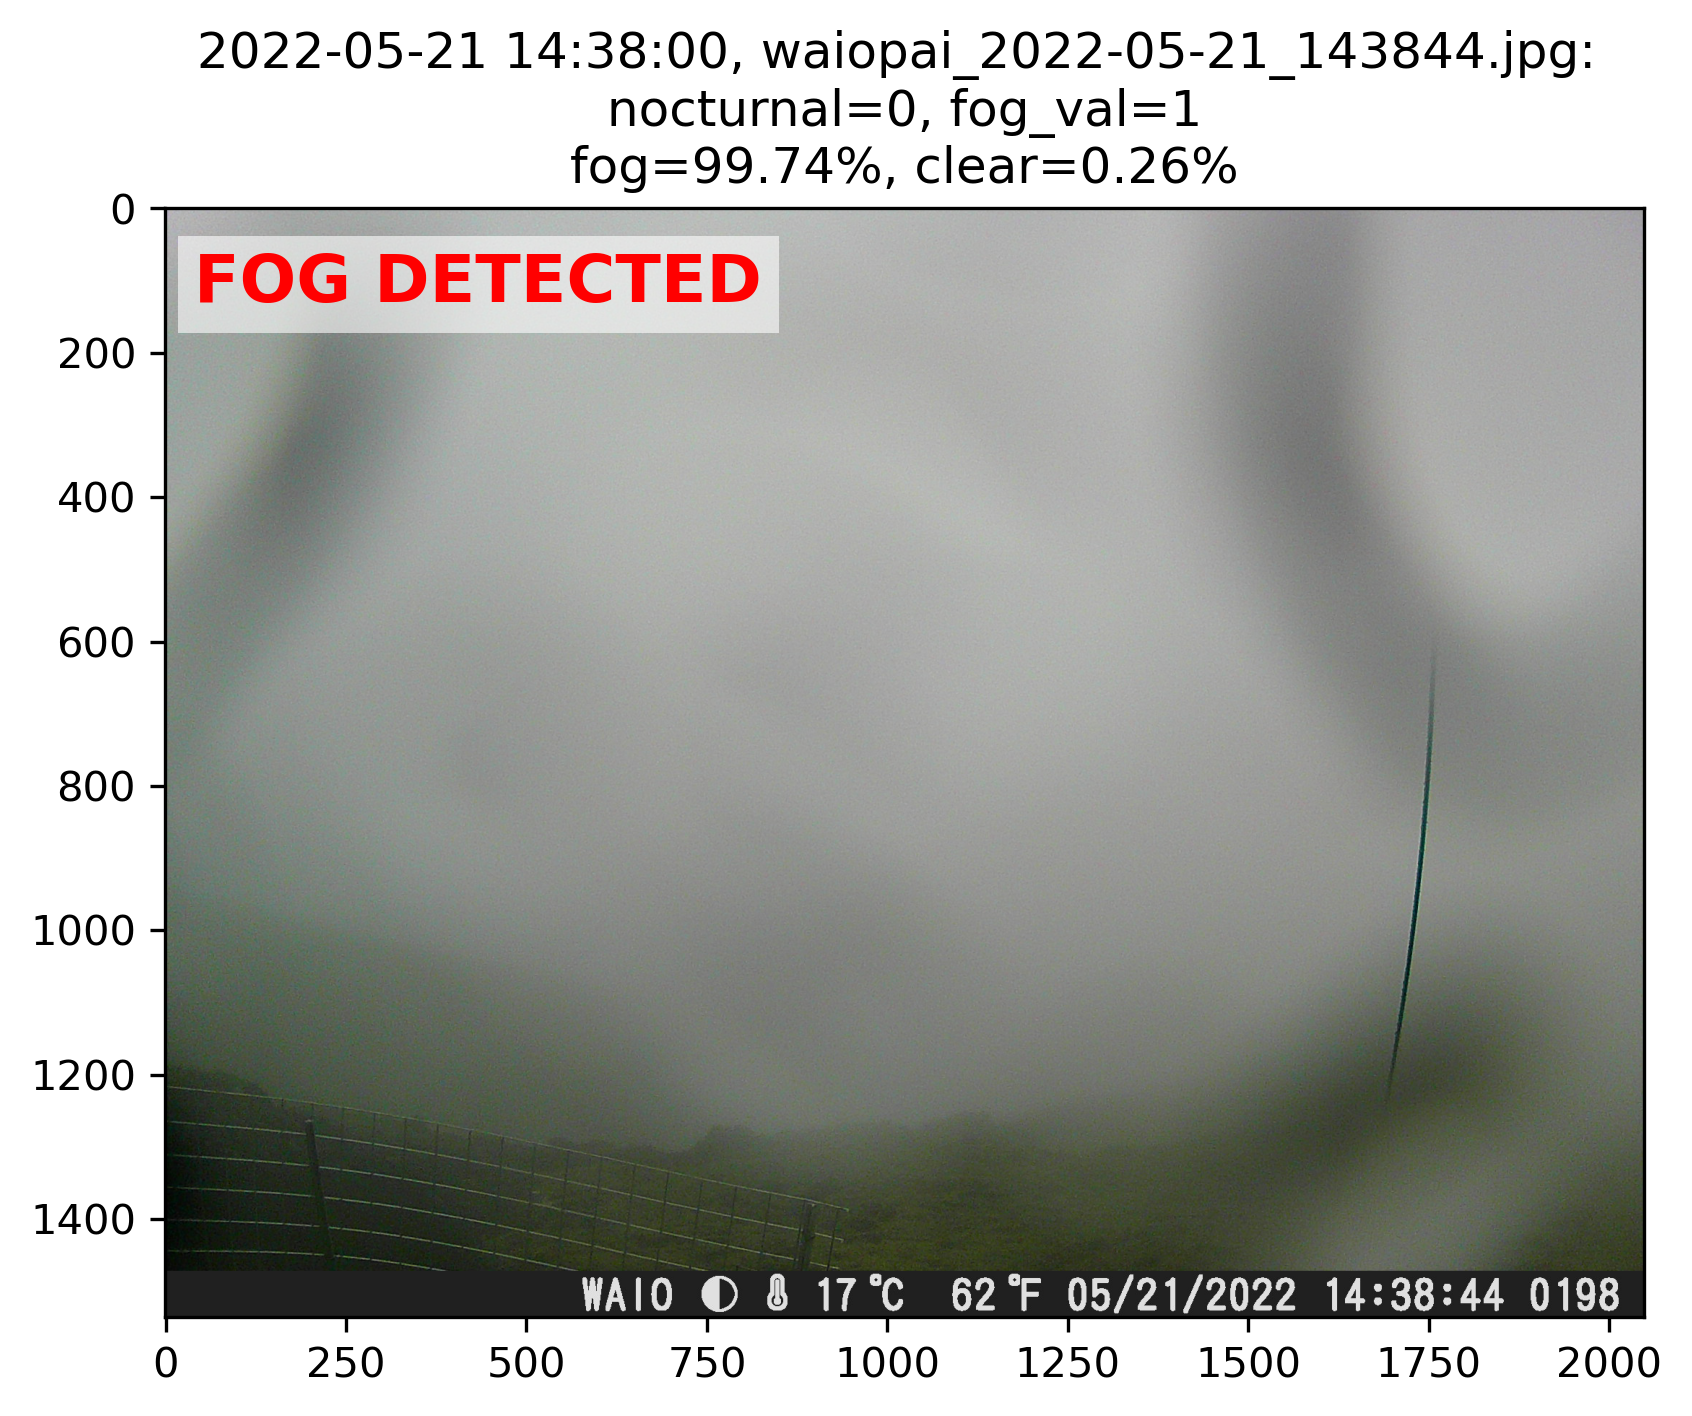 2022-05-21 14:38:00, waiopai_2022-05-21_143844.jpg:
nocturnal=0, fog_val=1
fog=99.74%, clear=0.26%
FOG DETECTED
0
200
400
600
800
1000
1200
1400
WAIO 17°C 62°F 05/21/2022 14:38:44 0198
0 250 500 750 1000 1250 1500 1750 2000